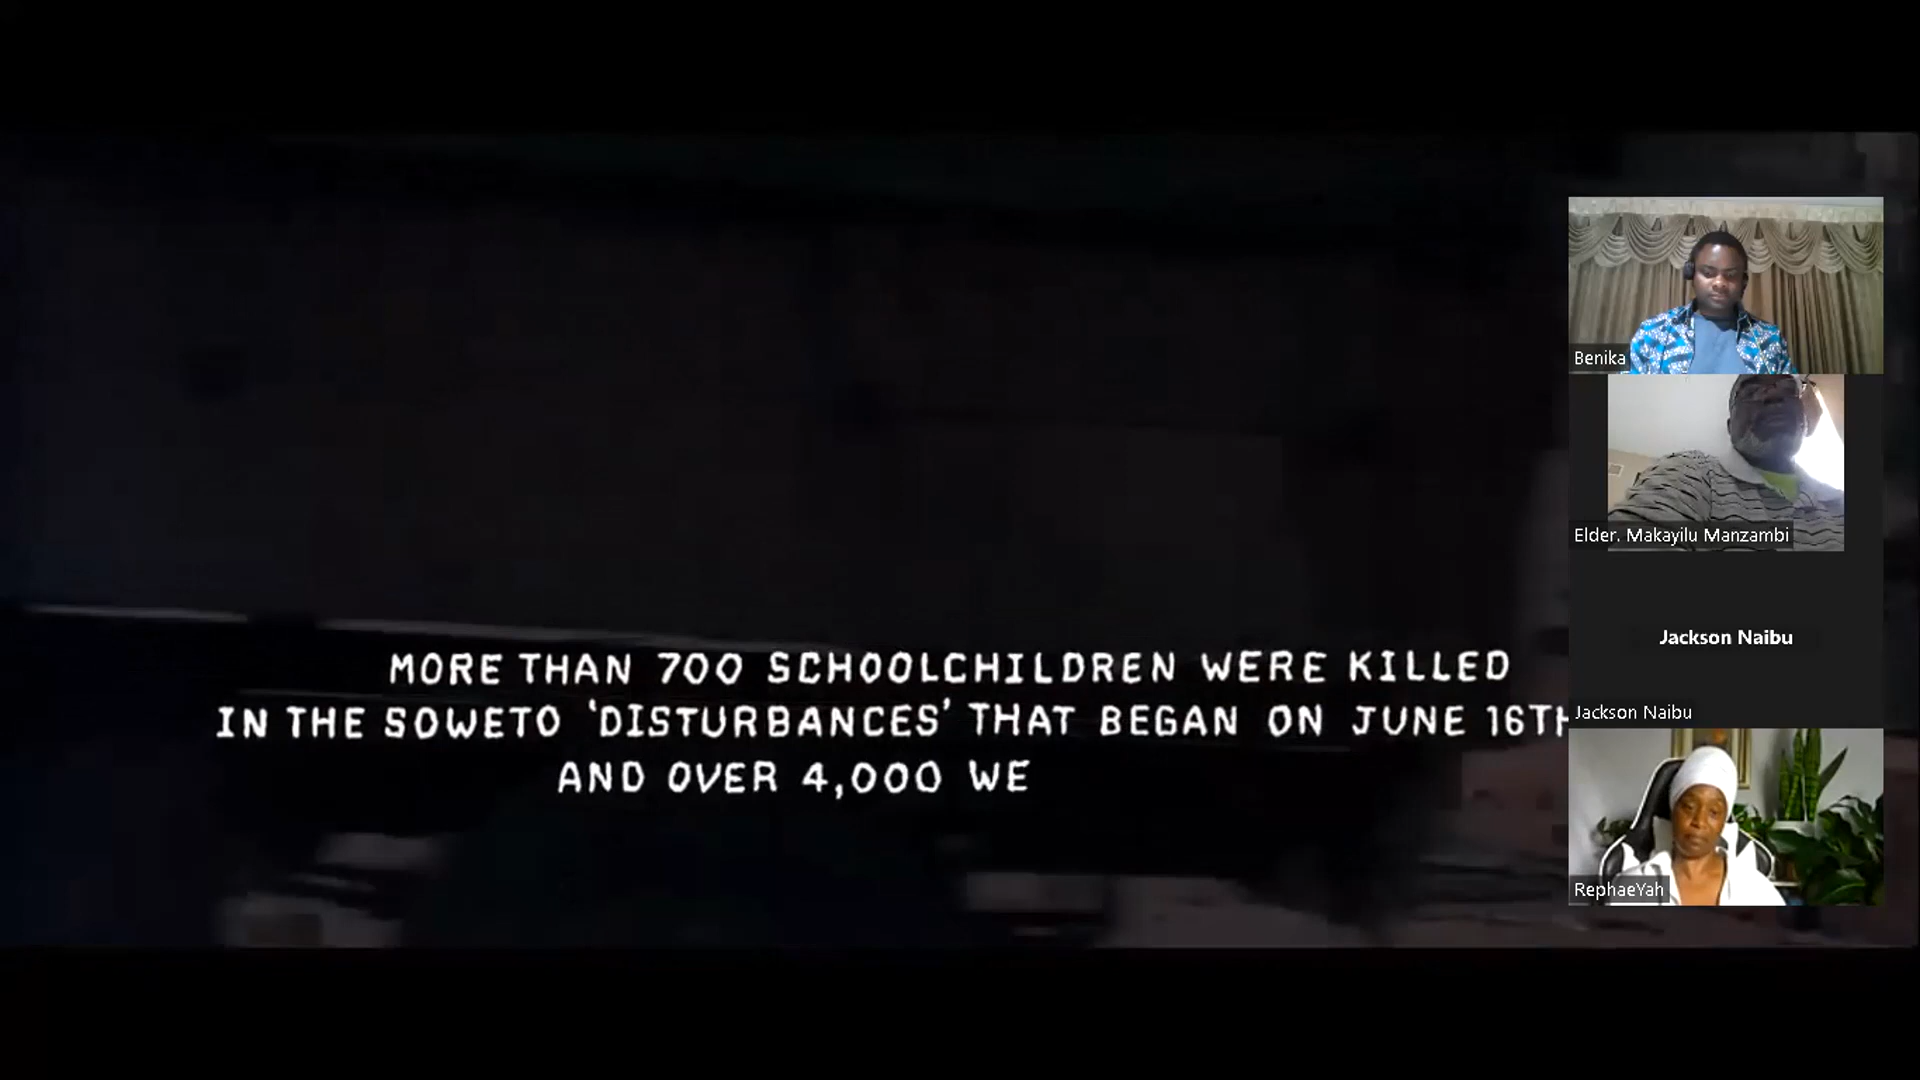 MORE THAN 700 SCHOOLCHILDREN WERE KILLED
IN THE SOWETO 'DISTURBANCES' THAT BEGAN ON JUNE 16TH
AND OVER 4,000 WE
Benika
Elder. Makayilu Manzambi
Jackson Naibu
Jackson Naibu
RephaeYah